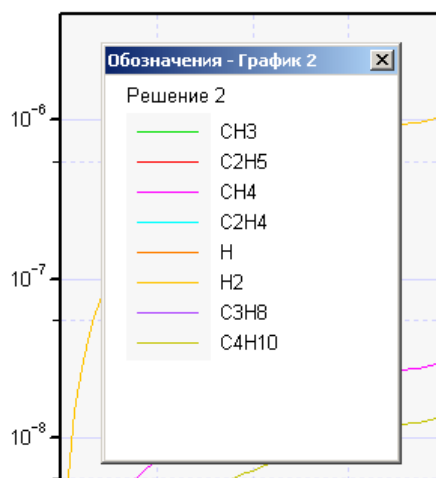 Обозначения - График 2
Решение 2
CH3
C2H5
CH4
C2H4
H
H2
C3H8
C4H10
10⁻⁶
10⁻⁷
10⁻⁸